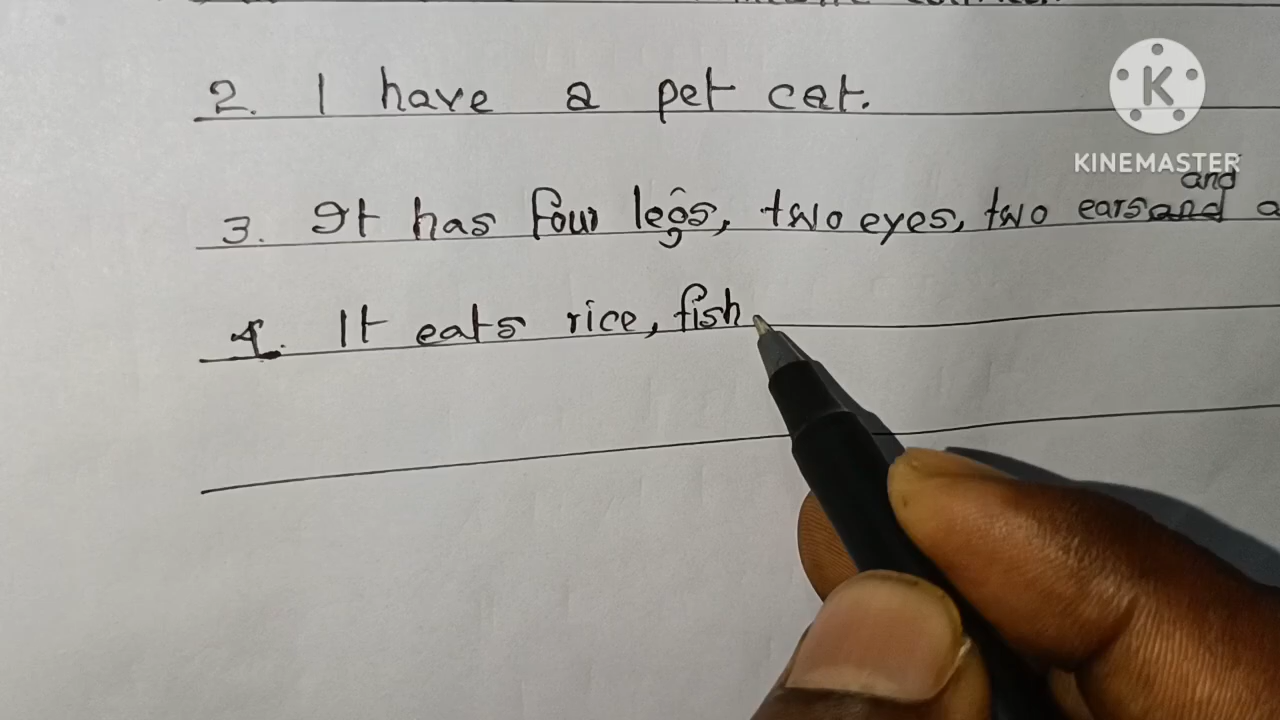 2. I have a pet cat.
KINEMASTER
and
3. It has four legs, two eyes, two ears and a
4. It eats rice, fish